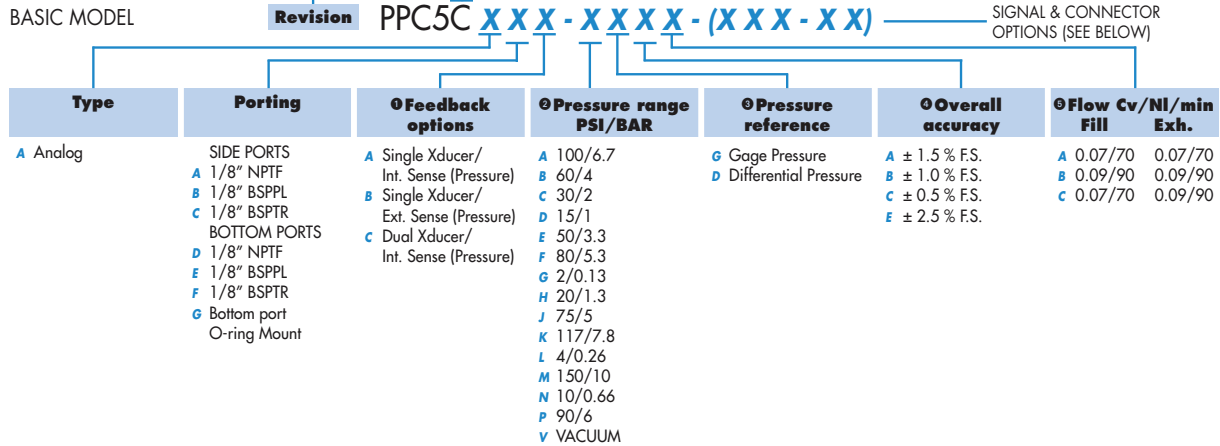 BASIC MODEL
Revision
PPC5C X X X - X X X X - (X X X - X X)
SIGNAL & CONNECTOR
OPTIONS (SEE BELOW)
Type
A Analog
Porting
SIDE PORTS
A 1/8” NPTF
B 1/8” BSPPL
C 1/8” BSPTR
BOTTOM PORTS
D 1/8” NPTF
E 1/8” BSPPL
F 1/8” BSPTR
G Bottom port
O-ring Mount
❶Feedback
options
A Single Xducer/
Int. Sense (Pressure)
B Single Xducer/
Ext. Sense (Pressure)
C Dual Xducer/
Int. Sense (Pressure)
❷Pressure range
PSI/BAR
A 100/6.7
B 60/4
C 30/2
D 15/1
E 50/3.3
F 80/5.3
G 2/0.13
H 20/1.3
J 75/5
K 117/7.8
L 4/0.26
M 150/10
N 10/0.66
P 90/6
V VACUUM
❸Pressure
reference
G Gage Pressure
D Differential Pressure
❹Overall
accuracy
A ± 1.5 % F.S.
B ± 1.0 % F.S.
C ± 0.5 % F.S.
E ± 2.5 % F.S.
❺Flow Cv/Nl/min
Fill Exh.
A 0.07/70 0.07/70
B 0.09/90 0.09/90
C 0.07/70 0.09/90